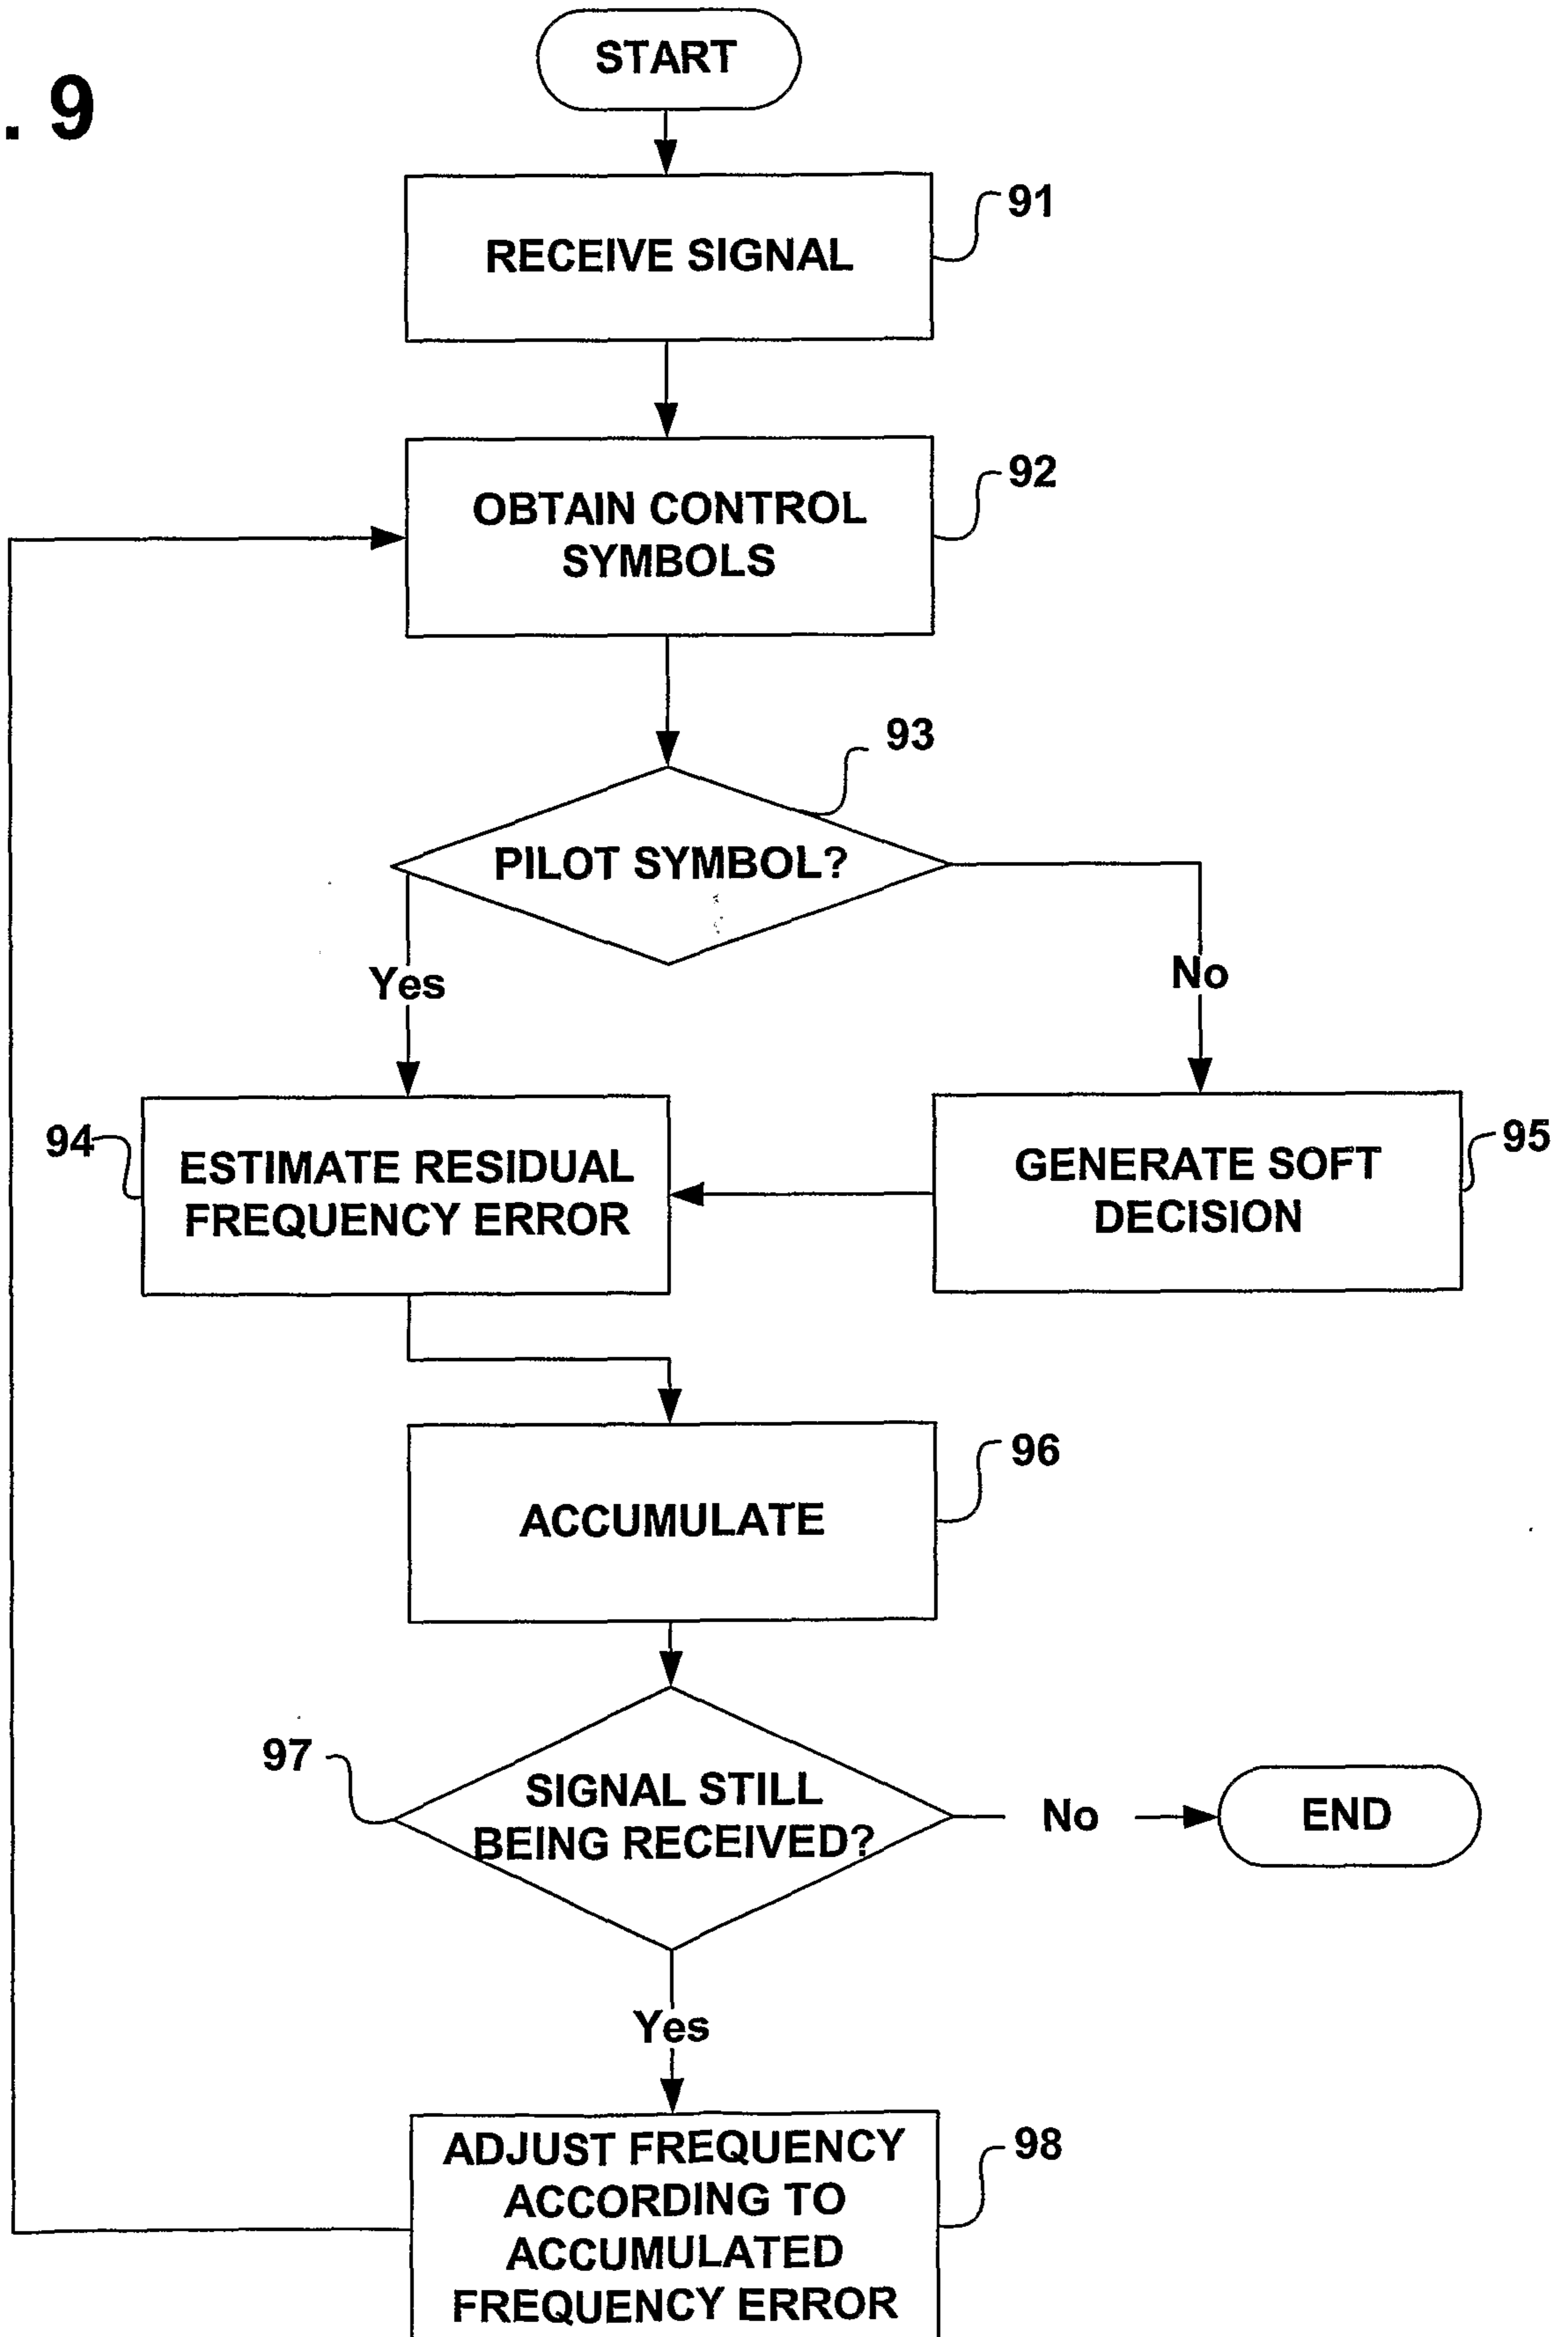 START
. 9
91
RECEIVE SIGNAL
92
OBTAIN CONTROL
SYMBOLS
93
PILOT SYMBOL?
Yes
No
94
ESTIMATE RESIDUAL
FREQUENCY ERROR
GENERATE SOFT
DECISION
95
96
ACCUMULATE
97
SIGNAL STILL
BEING RECEIVED?
No
END
Yes
98
ADJUST FREQUENCY
ACCORDING TO
ACCUMULATED
FREQUENCY ERROR